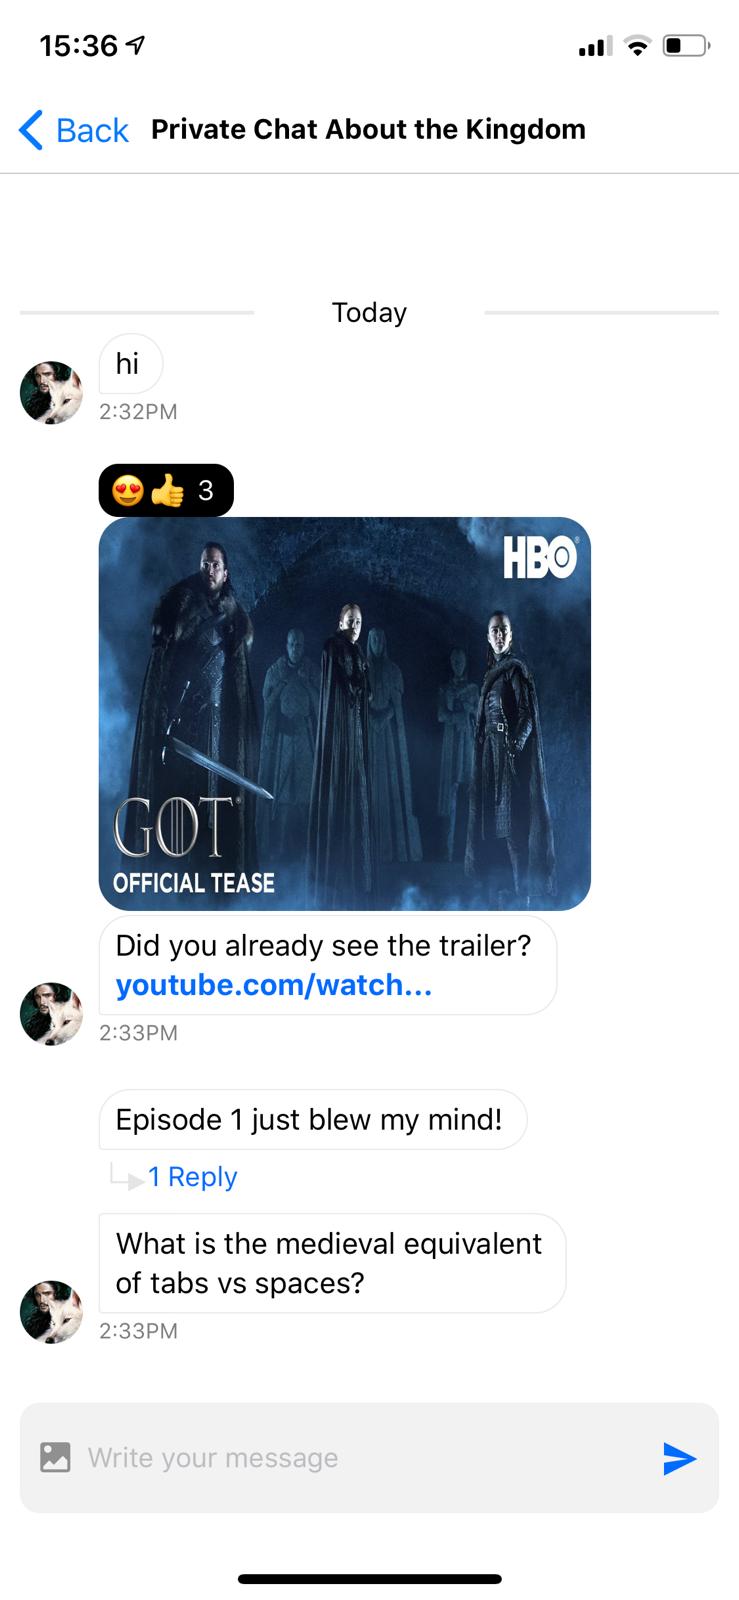 15:36
Back Private Chat About the Kingdom
Today
hi
2:32PM
😍👍 3
HBO®
GOT®
OFFICIAL TEASE
Did you already see the trailer?
youtube.com/watch...
2:33PM
Episode 1 just blew my mind!
1 Reply
What is the medieval equivalent
of tabs vs spaces?
2:33PM
Write your message